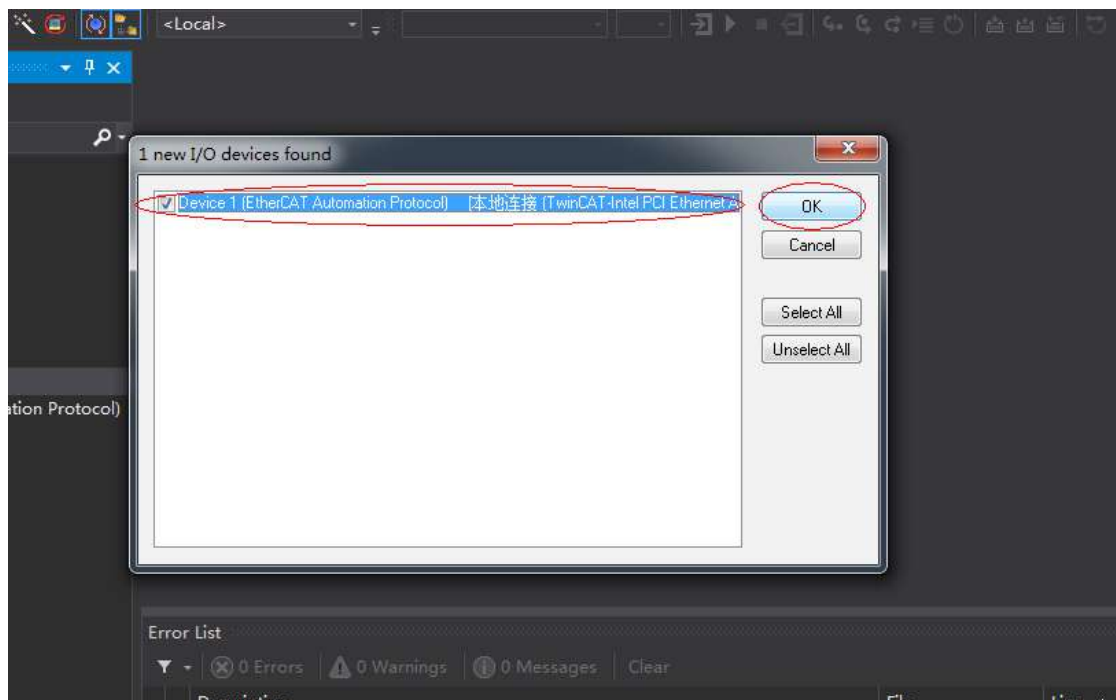 <Local>
1 new I/O devices found
Device 1 (EtherCAT Automation Protocol) [本地连接 (TwinCAT-Intel PCI Ethernet A
OK
Cancel
Select All
Unselect All
ation Protocol)
Error List
0 Errors 0 Warnings 0 Messages Clear